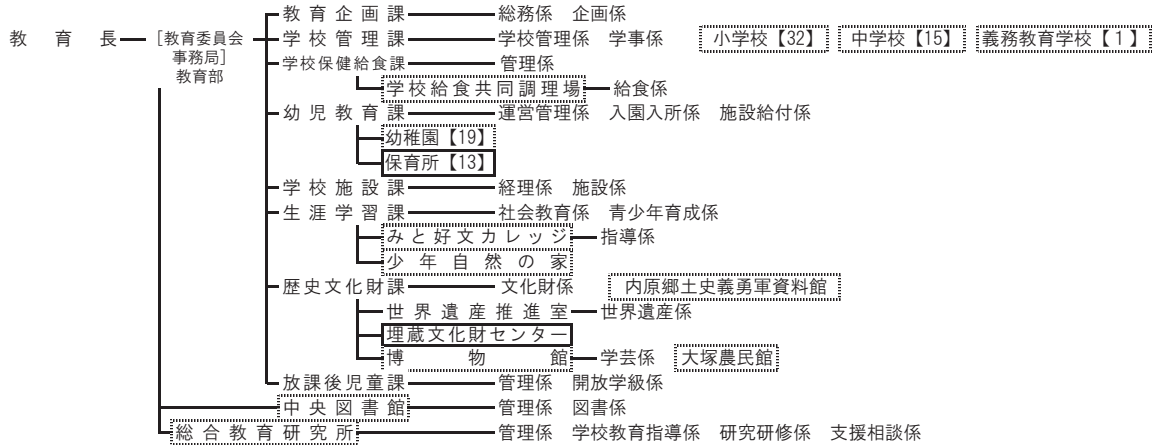 教育企画課 総務係 企画係
教育長 [教育委員会 学校管理課 学校管理係 学事係 小学校【32】 中学校【15】 義務教育学校【1】
事務局]
教育部
学校保健給食課 管理係
学校給食共同調理場 給食係
幼児教育課 運営管理係 入園入所係 施設給付係
幼稚園【19】
保育所【13】
学校施設課 経理係 施設係
生涯学習課 社会教育係 青少年育成係
みと好文カレッジ 指導係
少年自然の家
歴史文化財課 文化財係 内原郷土史義勇軍資料館
世界遺産推進室 世界遺産係
埋蔵文化財センター
博物館 学芸係 大塚農民館
放課後児童課 管理係 開放学級係
中央図書館 管理係 図書係
総合教育研究所 管理係 学校教育指導係 研究研修係 支援相談係